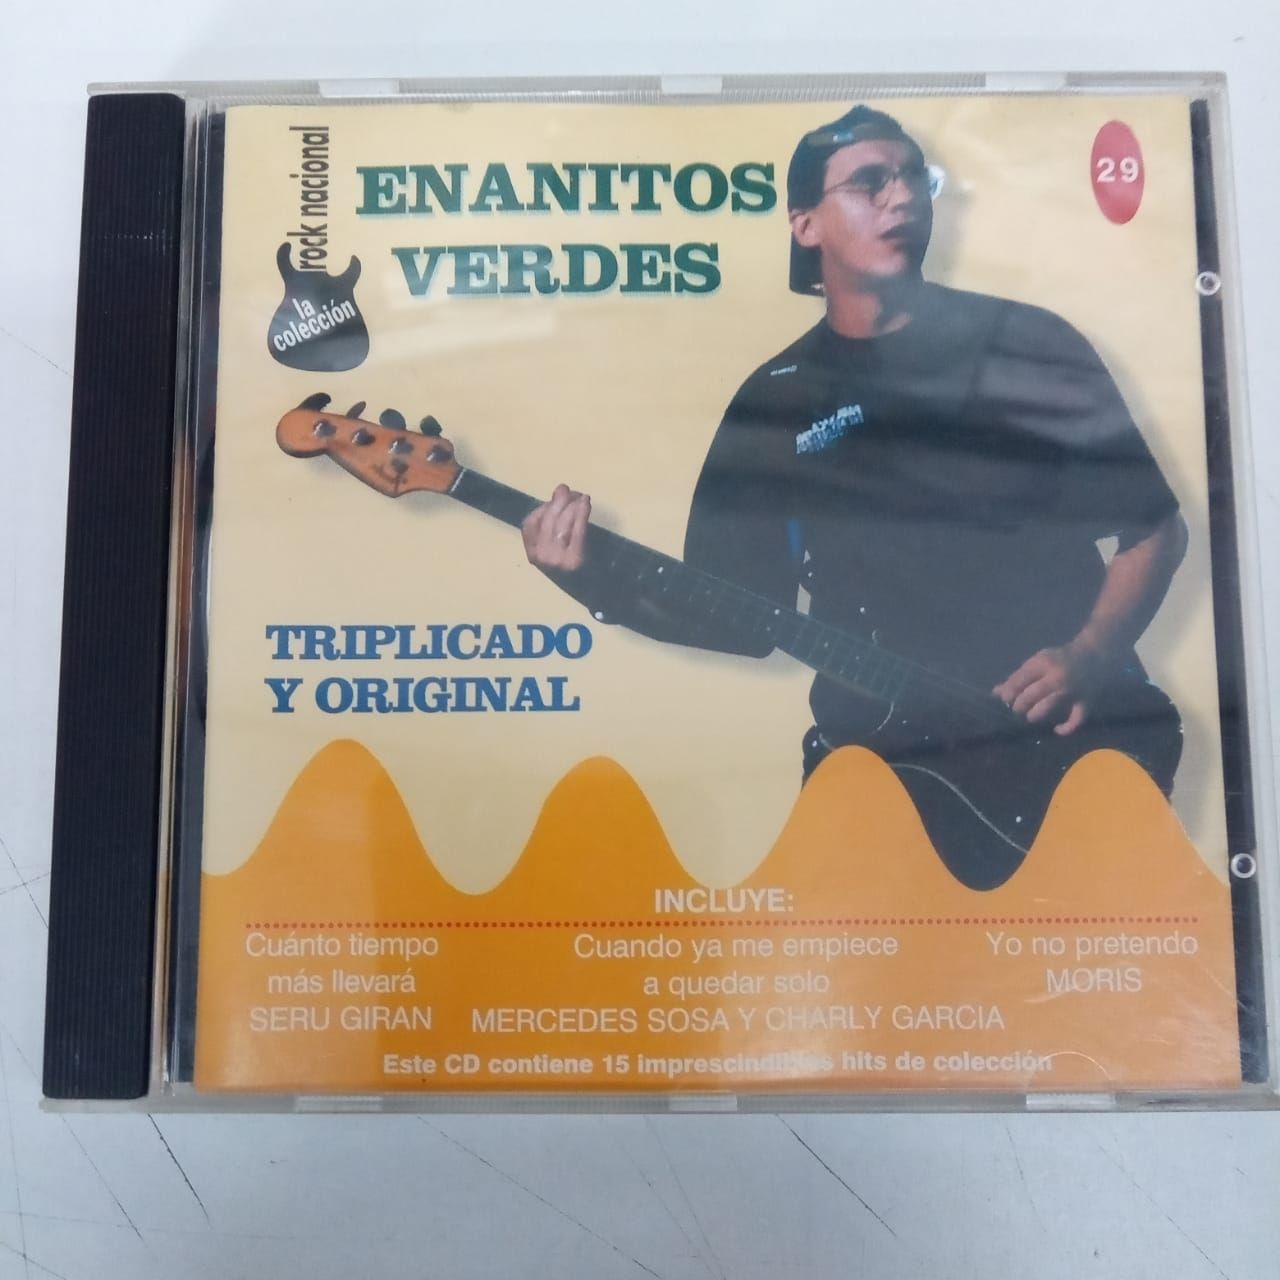 rock nacional
la
colección
ENANITOS
VERDES
29
TRIPLICADO
Y ORIGINAL
INCLUYE:
Cuánto tiempo
más llevará
SERU GIRAN
Cuando ya me empiece
a quedar solo
MERCEDES SOSA Y CHARLY GARCIA
Yo no pretendo
MORIS
Este CD contiene 15 imprescindibles hits de colección